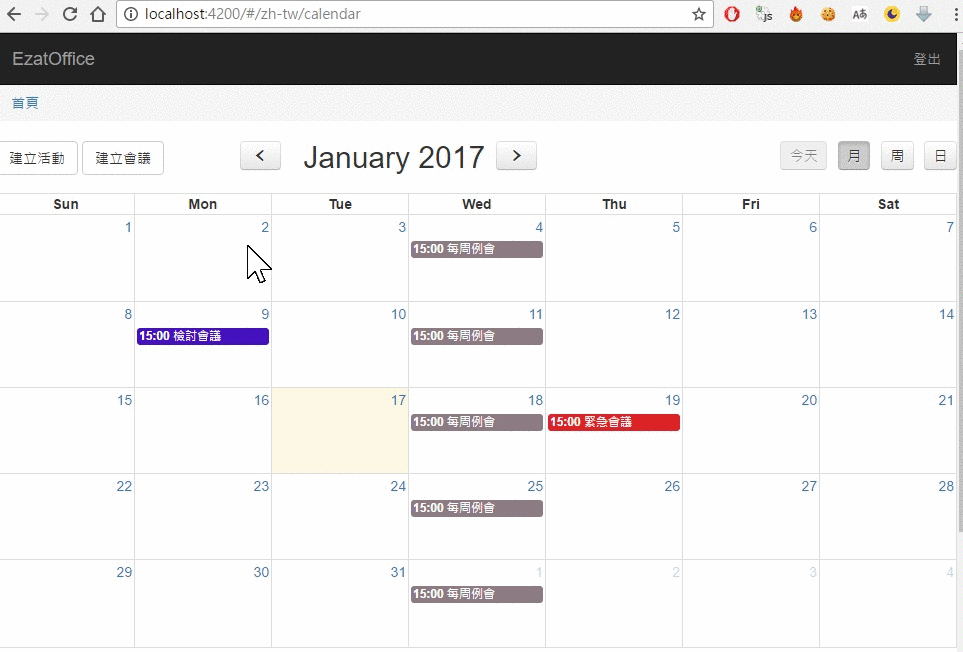 localhost:4200/#/zh-tw/calendar
EzatOffice 登出
首頁
建立活動 建立會議 < January 2017 > 今天 月 周 日
Sun Mon Tue Wed Thu Fri Sat
1 2 3 4 5 6 7
15:00 每周例會
8 9 10 11 12 13 14
15:00 檢討會議 15:00 每周例會
15 16 17 18 19 20 21
15:00 每周例會 15:00 緊急會議
22 23 24 25 26 27 28
15:00 每周例會
29 30 31 1 2 3 4
15:00 每周例會